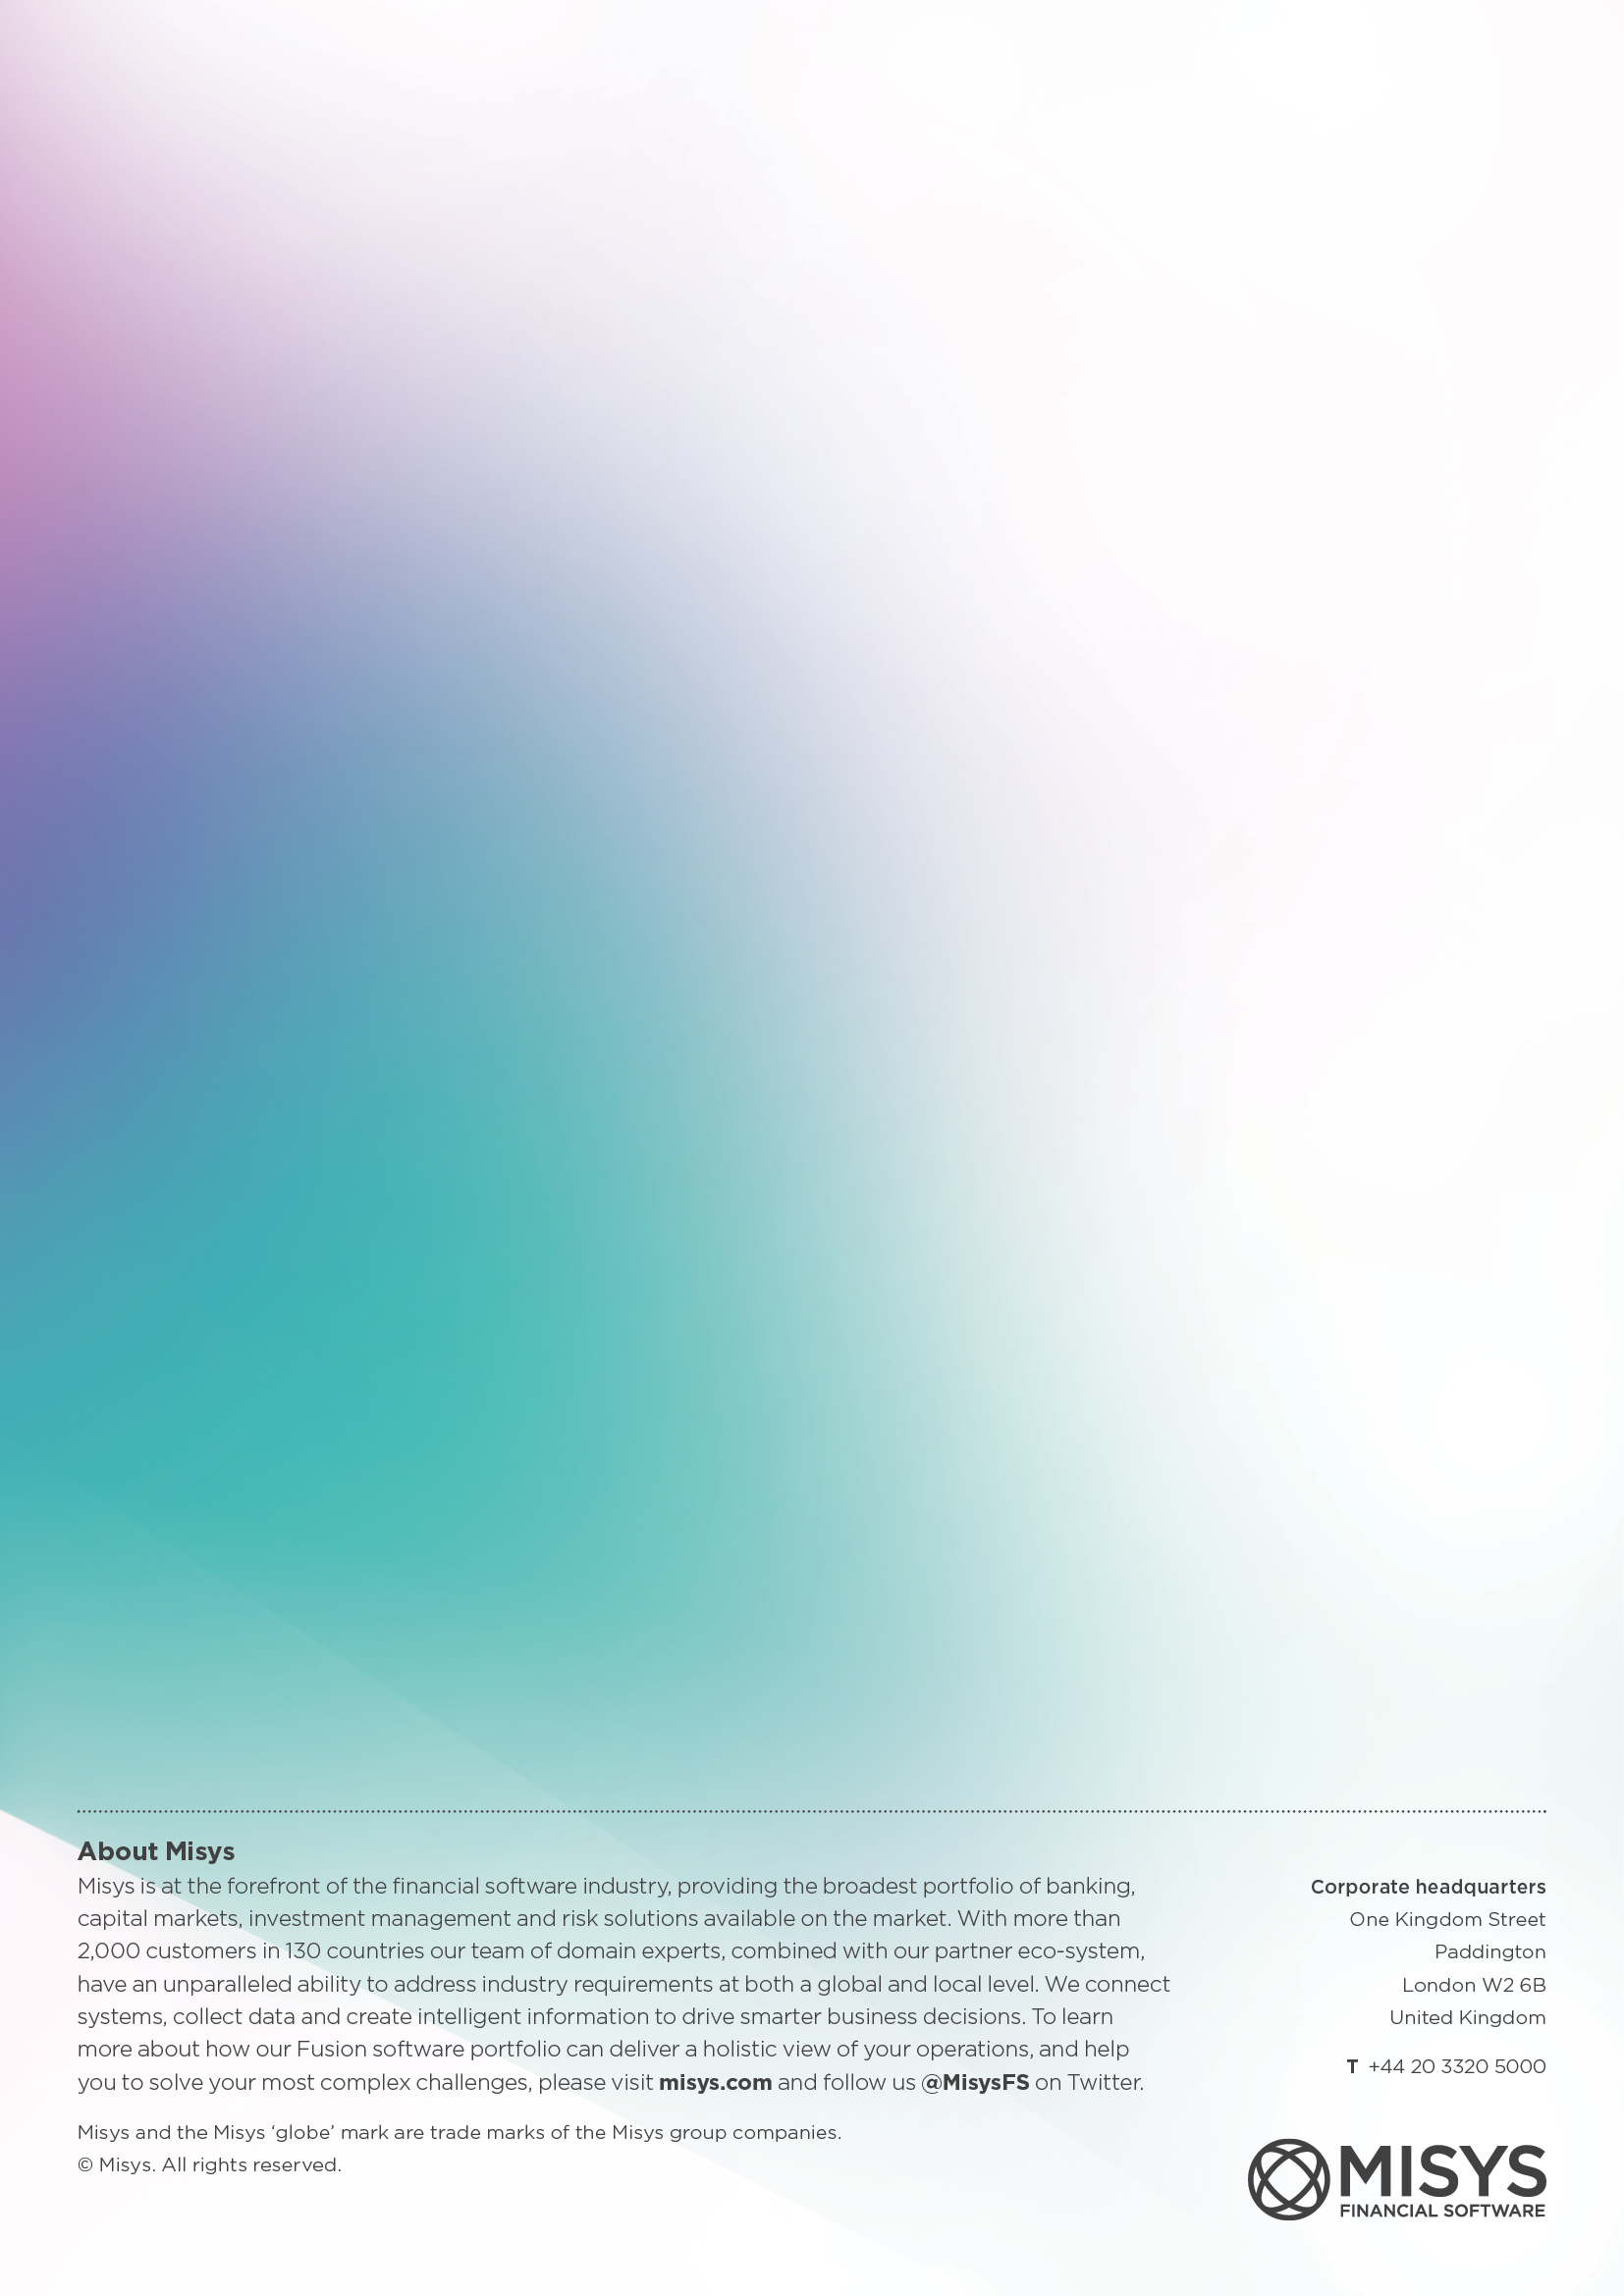 About Misys
Misys is at the forefront of the financial software industry, providing the broadest portfolio of banking,
capital markets, investment management and risk solutions available on the market. With more than
2,000 customers in 130 countries our team of domain experts, combined with our partner eco-system,
have an unparalleled ability to address industry requirements at both a global and local level. We connect
systems, collect data and create intelligent information to drive smarter business decisions. To learn
more about how our Fusion software portfolio can deliver a holistic view of your operations, and help
you to solve your most complex challenges, please visit misys.com and follow us @MisysFS on Twitter.
Misys and the Misys ‘globe’ mark are trade marks of the Misys group companies.
© Misys. All rights reserved.
Corporate headquarters
One Kingdom Street
Paddington
London W2 6B
United Kingdom
T +44 20 3320 5000
MISYS
FINANCIAL SOFTWARE